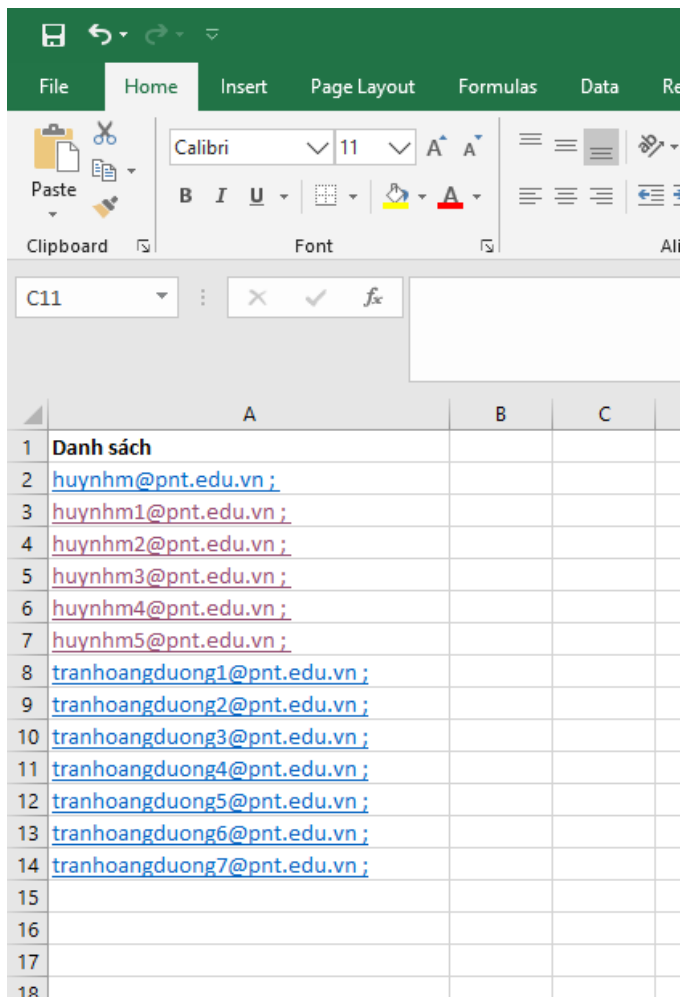 File Home Insert Page Layout Formulas Data Re
Calibri 11 A A
Paste B I U A
Clipboard Font Ali
C11 fx
A B C
1 Danh sách
2 huynhm@pnt.edu.vn ;
3 huynhm1@pnt.edu.vn ;
4 huynhm2@pnt.edu.vn ;
5 huynhm3@pnt.edu.vn ;
6 huynhm4@pnt.edu.vn ;
7 huynhm5@pnt.edu.vn ;
8 tranhoangduong1@pnt.edu.vn ;
9 tranhoangduong2@pnt.edu.vn ;
10 tranhoangduong3@pnt.edu.vn ;
11 tranhoangduong4@pnt.edu.vn ;
12 tranhoangduong5@pnt.edu.vn ;
13 tranhoangduong6@pnt.edu.vn ;
14 tranhoangduong7@pnt.edu.vn ;
15
16
17
18